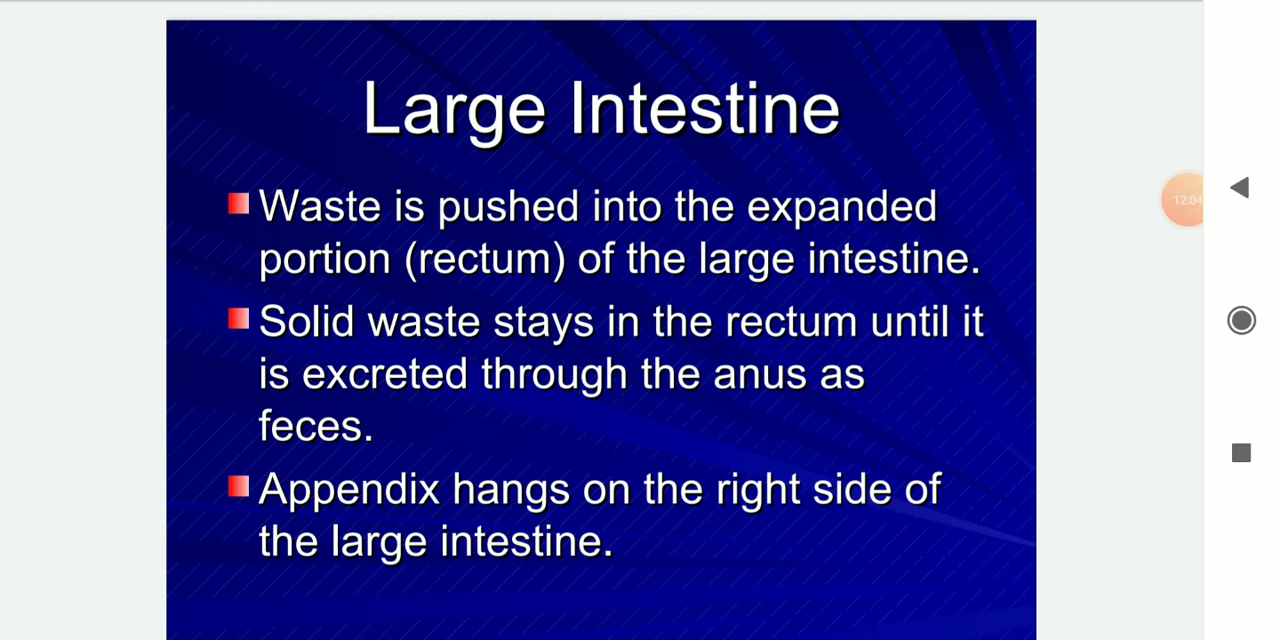 Large Intestine
Waste is pushed into the expanded
portion (rectum) of the large intestine.
Solid waste stays in the rectum until it
is excreted through the anus as
feces.
Appendix hangs on the right side of
the large intestine.
12:04